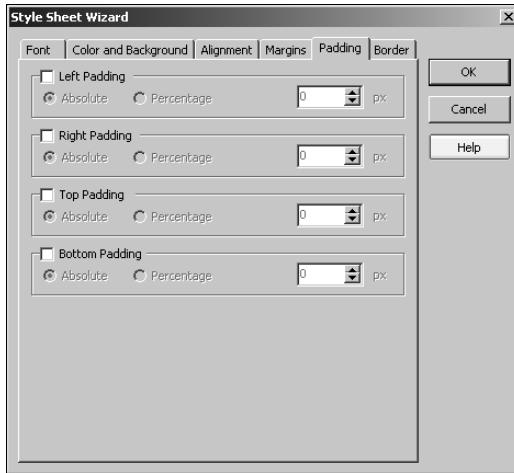 Style Sheet Wizard
Font Color and Background Alignment Margins Padding Border
Left Padding
Absolute Percentage 0 px
Right Padding
Absolute Percentage 0 px
Top Padding
Absolute Percentage 0 px
Bottom Padding
Absolute Percentage 0 px
OK
Cancel
Help